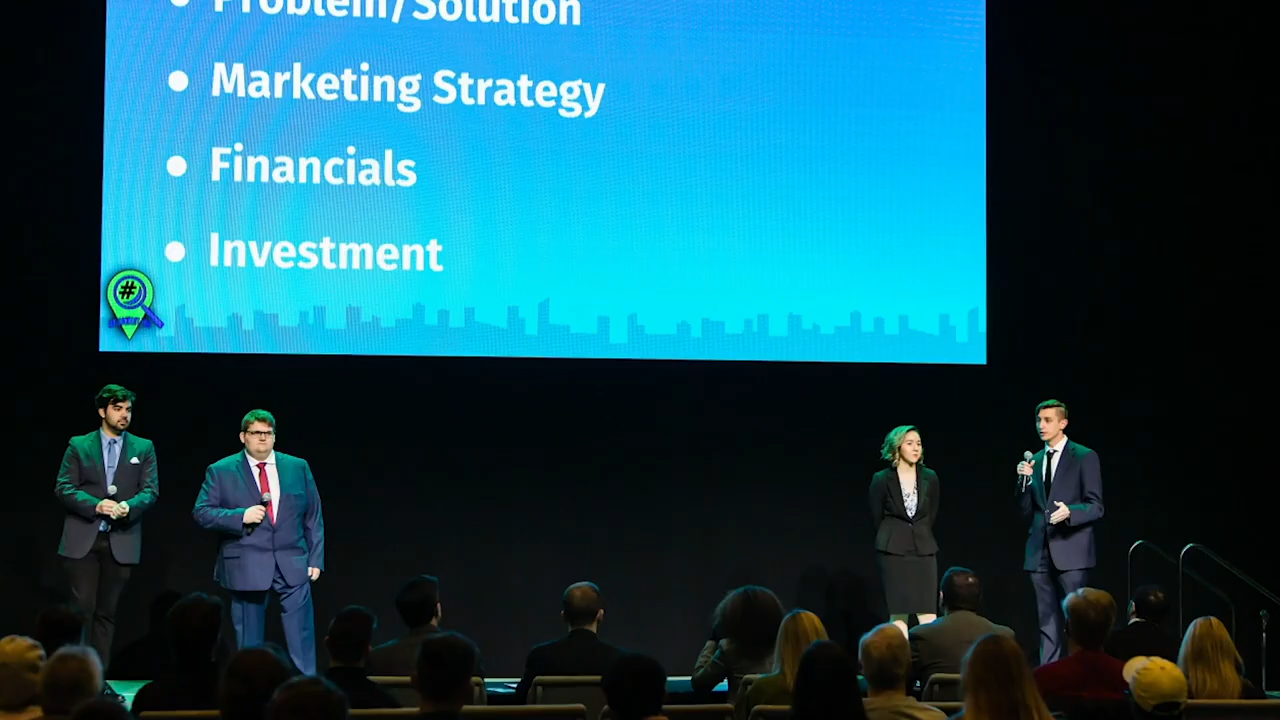 Problem/Solution
Marketing Strategy
Financials
Investment
#